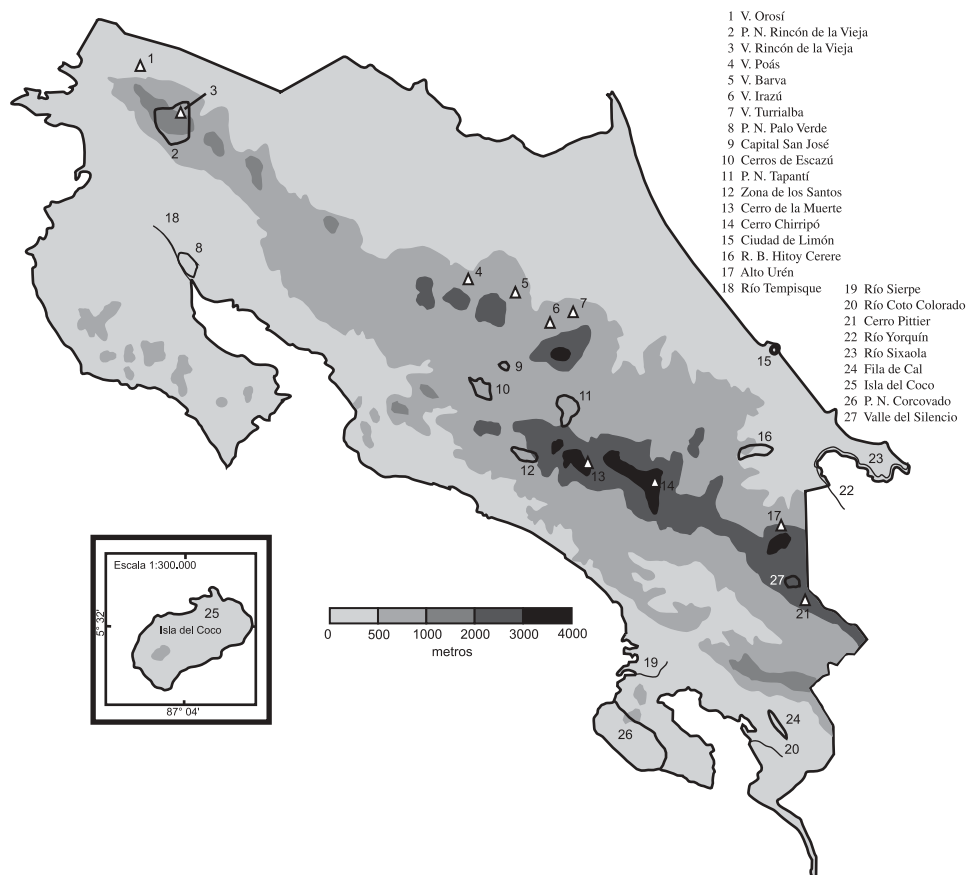 1 V. Orosí
2 P. N. Rincón de la Vieja
3 V. Rincón de la Vieja
4 V. Poás
5 V. Barva
6 V. Irazú
7 V. Turrialba
8 P. N. Palo Verde
9 Capital San José
10 Cerros de Escazú
11 P. N. Tapantí
12 Zona de los Santos
13 Cerro de la Muerte
14 Cerro Chirripó
15 Ciudad de Limón
16 R. B. Hitoy Cerere
17 Alto Urén
18 Río Tempisque
19 Río Sierpe
20 Río Coto Colorado
21 Cerro Pittier
22 Río Yorquín
23 Río Sixaola
24 Fila de Cal
25 Isla del Coco
26 P. N. Corcovado
27 Valle del Silencio
1
3
2
18
8
4
5
6
7
9
10
11
12
13
14
15
16
23
22
17
27
21
19
26
24
20
Escala 1:300.000
25
Isla del Coco
5° 32'
87° 04'
0 500 1000 2000 3000 4000
metros